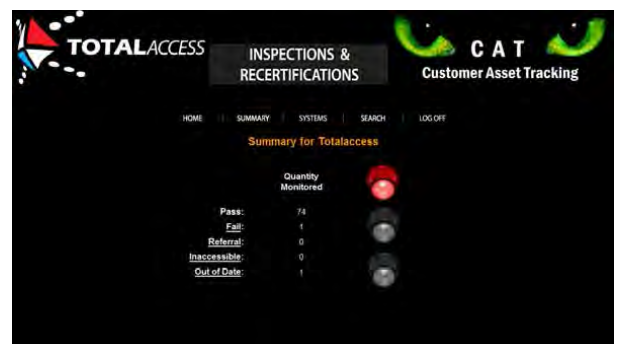 TOTALACCESS
INSPECTIONS &
RECERTIFICATIONS
CAT
Customer Asset Tracking
HOME | SUMMARY | SYSTEMS | SEARCH | LOG OFF
Summary for Totalaccess
Quantity
Monitored
Pass: 74
Fail: 1
Referral: 0
Inaccessible: 0
Out of Date: 1